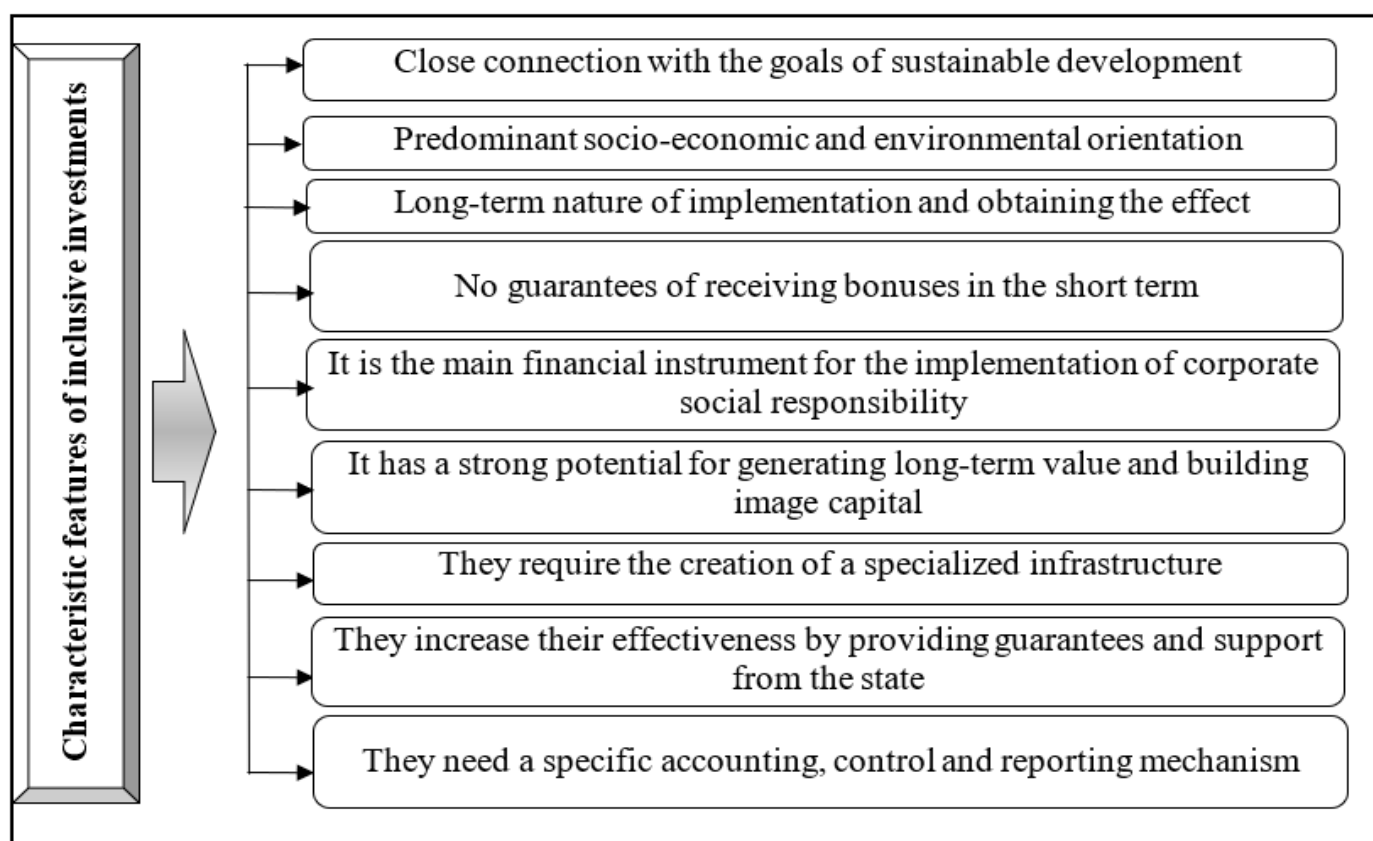 Characteristic features of inclusive investments
Close connection with the goals of sustainable development
Predominant socio-economic and environmental orientation
Long-term nature of implementation and obtaining the effect
No guarantees of receiving bonuses in the short term
It is the main financial instrument for the implementation of corporate
social responsibility
It has a strong potential for generating long-term value and building
image capital
They require the creation of a specialized infrastructure
They increase their effectiveness by providing guarantees and support
from the state
They need a specific accounting, control and reporting mechanism